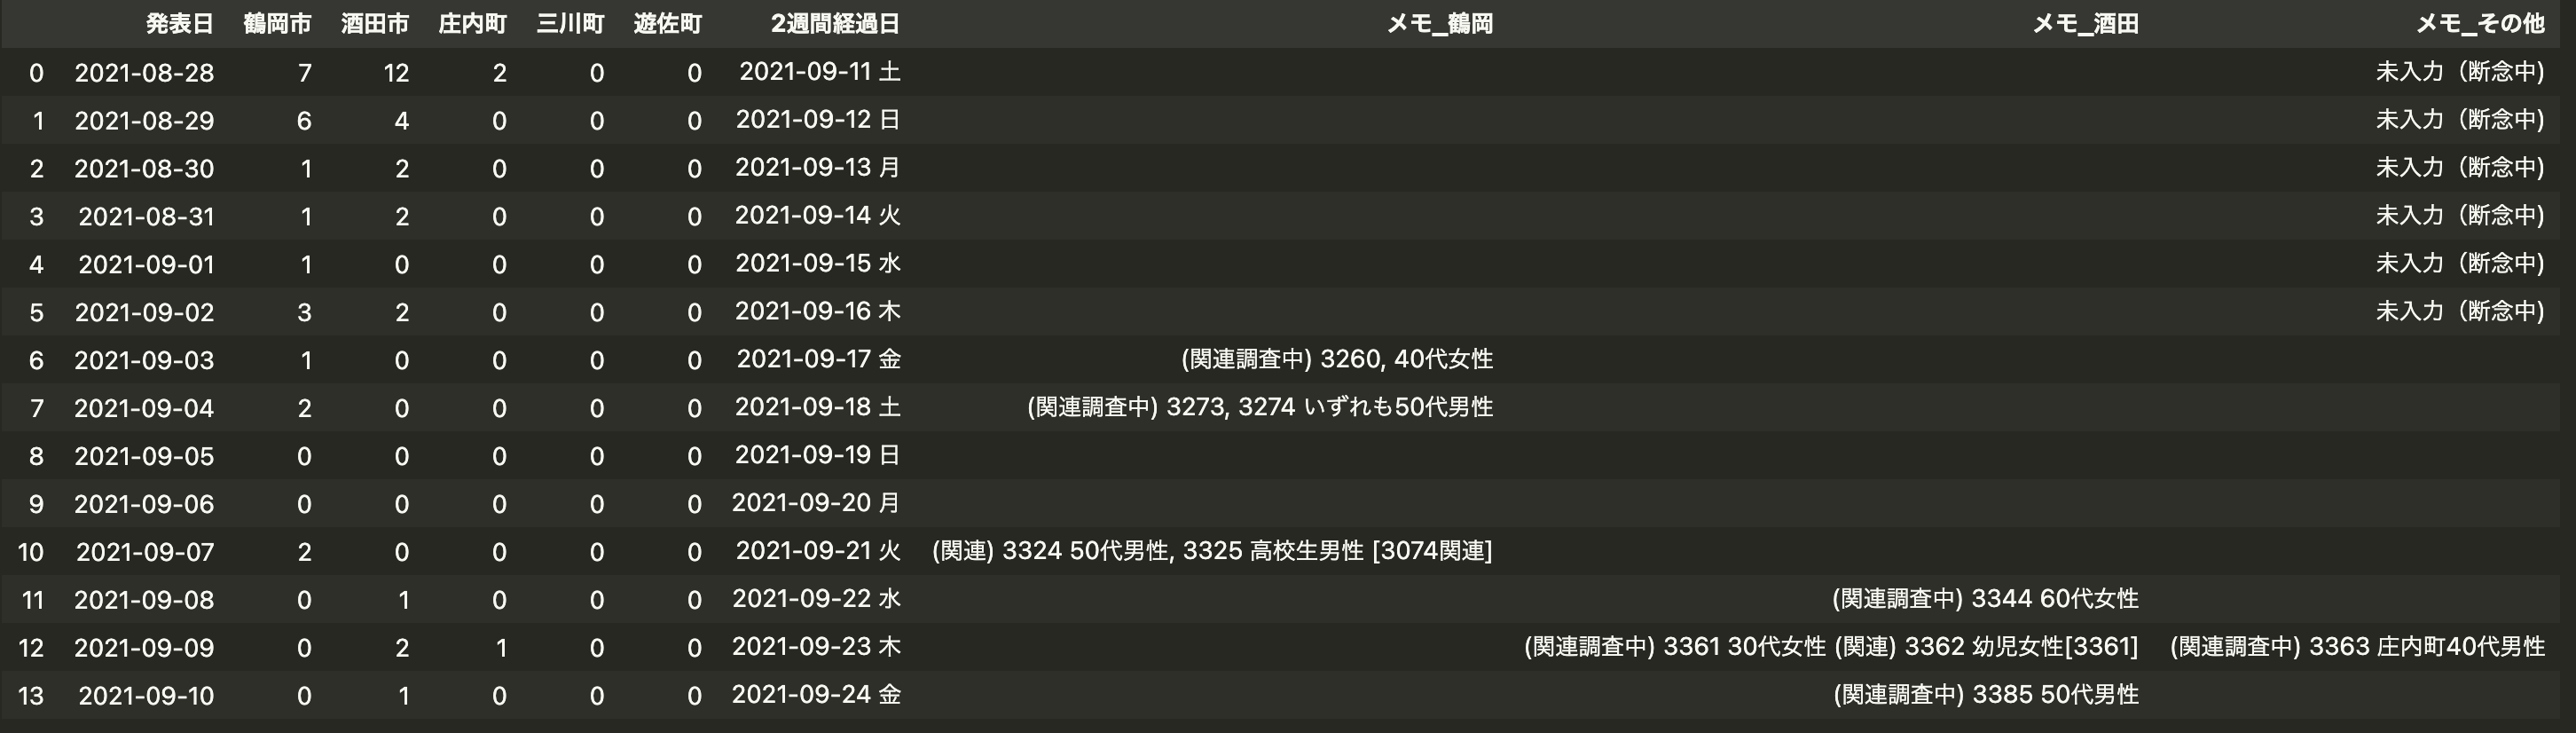 発表日 鶴岡市 酒田市 庄内町 三川町 遊佐町 2週間経過日 メモ_鶴岡 メモ_酒田 メモ_その他
0 2021-08-28 7 12 2 0 0 2021-09-11 土 未入力（断念中)
1 2021-08-29 6 4 0 0 0 2021-09-12 日 未入力（断念中)
2 2021-08-30 1 2 0 0 0 2021-09-13 月 未入力（断念中)
3 2021-08-31 1 2 0 0 0 2021-09-14 火 未入力（断念中)
4 2021-09-01 1 0 0 0 0 2021-09-15 水 未入力（断念中)
5 2021-09-02 3 2 0 0 0 2021-09-16 木 未入力（断念中)
6 2021-09-03 1 0 0 0 0 2021-09-17 金 (関連調査中) 3260, 40代女性
7 2021-09-04 2 0 0 0 0 2021-09-18 土 (関連調査中) 3273, 3274 いずれも50代男性
8 2021-09-05 0 0 0 0 0 2021-09-19 日
9 2021-09-06 0 0 0 0 0 2021-09-20 月
10 2021-09-07 2 0 0 0 0 2021-09-21 火 (関連) 3324 50代男性, 3325 高校生男性 [3074関連]
11 2021-09-08 0 1 0 0 0 2021-09-22 水 (関連調査中) 3344 60代女性
12 2021-09-09 0 2 1 0 0 2021-09-23 木 (関連調査中) 3361 30代女性 (関連) 3362 幼児女性[3361] (関連調査中) 3363 庄内町40代男性
13 2021-09-10 0 1 0 0 0 2021-09-24 金 (関連調査中) 3385 50代男性